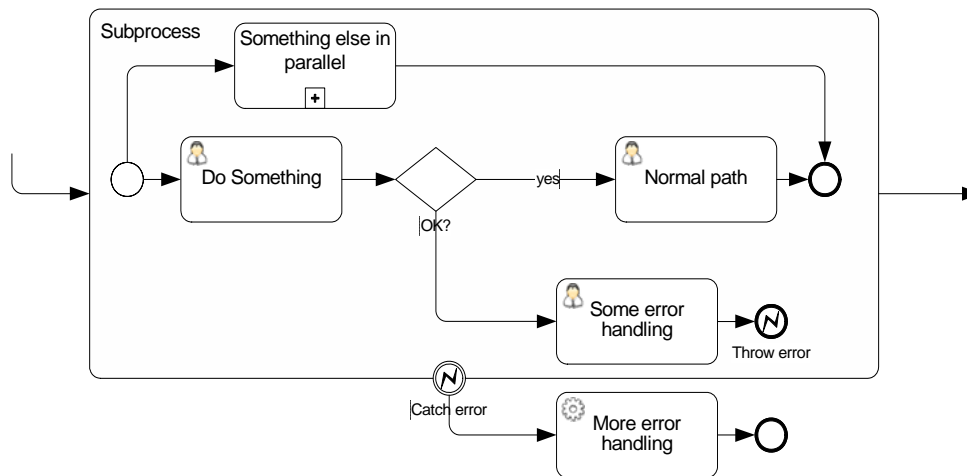 Subprocess
Something else in
parallel
Do Something
yes
Normal path
OK?
Some error
handling
Throw error
Catch error
More error
handling